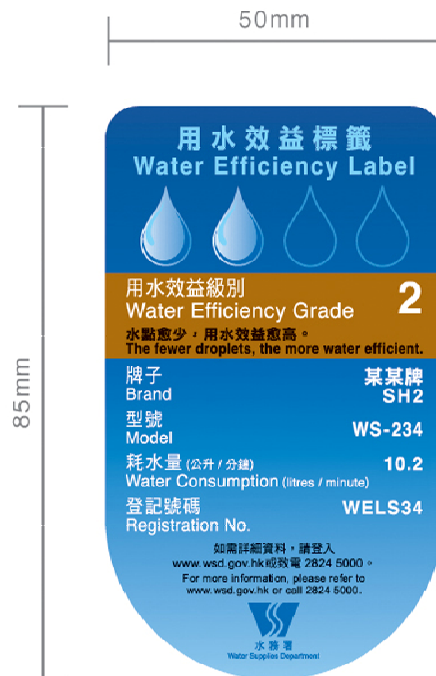 50mm
85mm
用水效益標籤
Water Efficiency Label
用水效益級別
Water Efficiency Grade
2
水點愈少，用水效益愈高。
The fewer droplets, the more water efficient.
牌子
Brand
某某牌
SH2
型號
Model
WS-234
耗水量 (公升 / 分鐘)
Water Consumption (litres / minute)
10.2
登記號碼
Registration No.
WELS34
如需詳細資料，請登入
www.wsd.gov.hk或致電 2824 5000。
For more information, please refer to
www.wsd.gov.hk or call 2824 5000.
水務署
Water Supplies Department